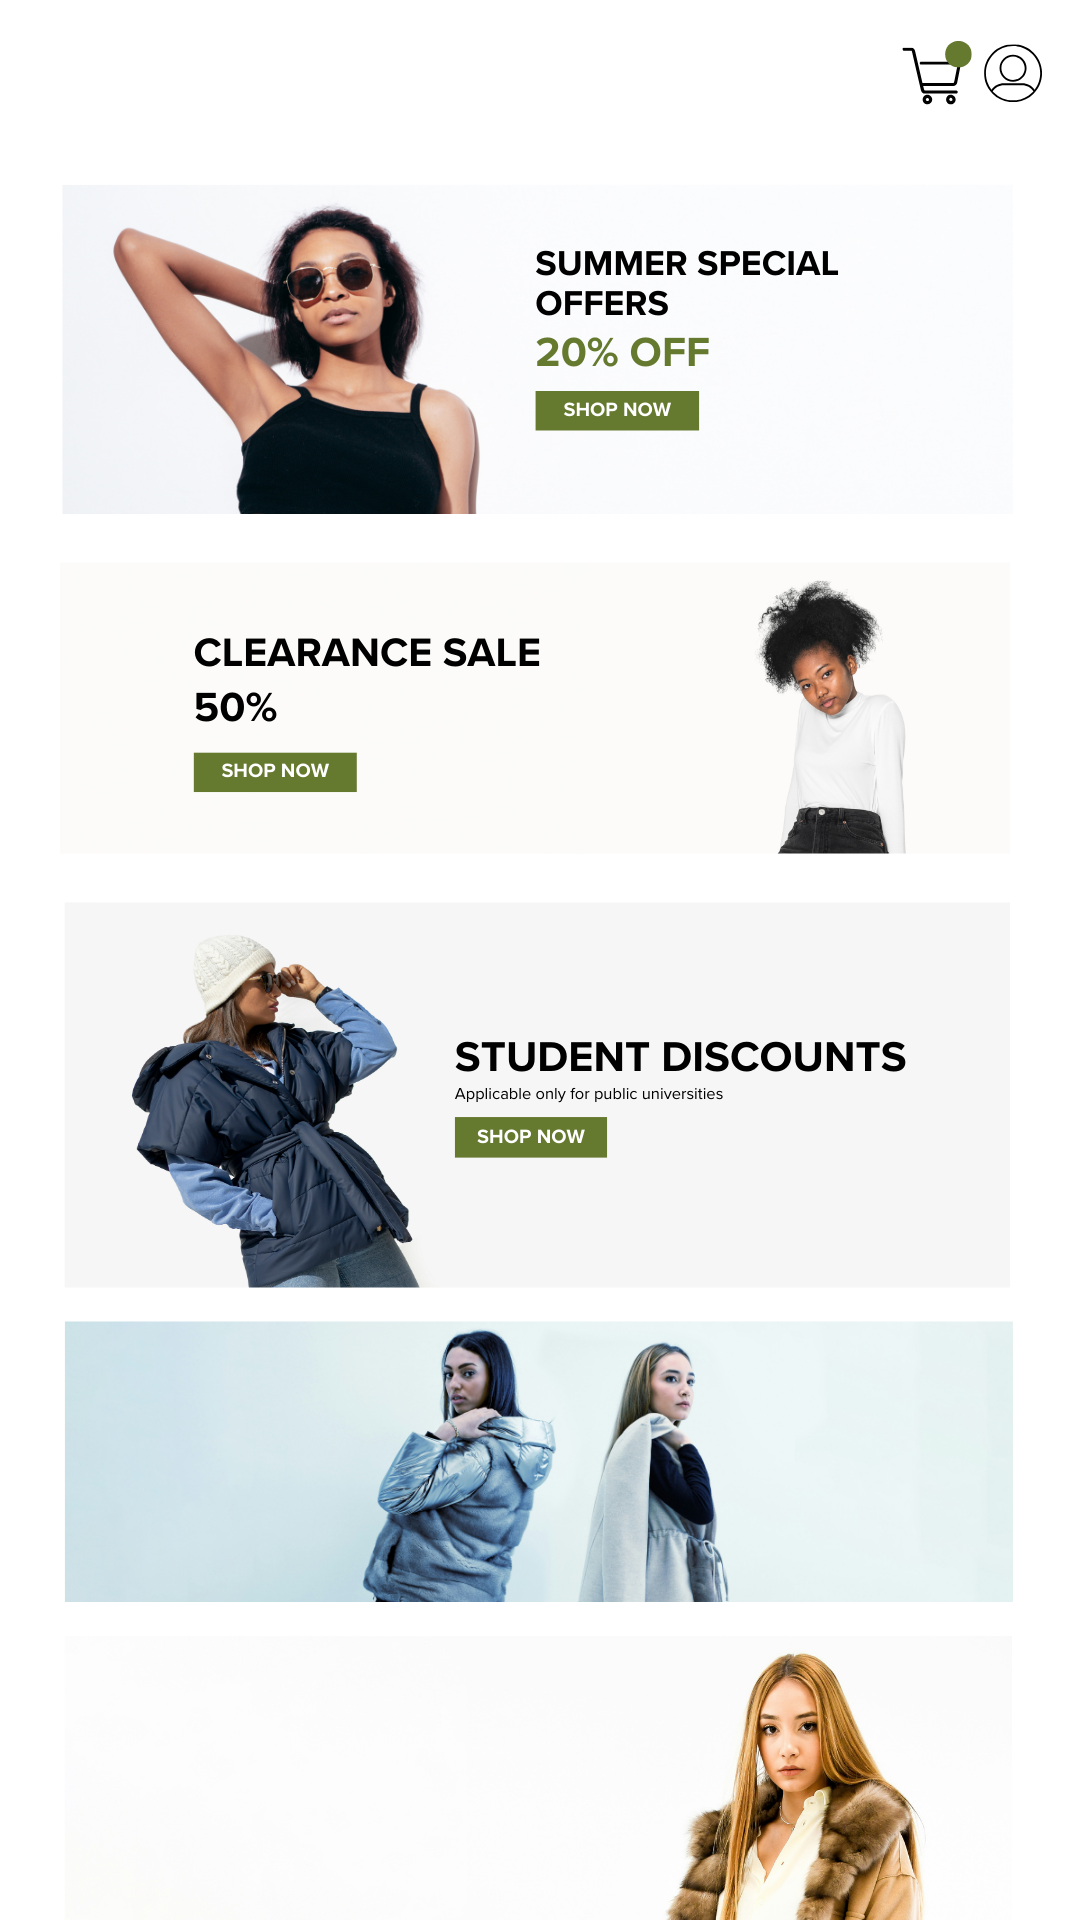 SUMMER SPECIAL
OFFERS
20% OFF
SHOP NOW
CLEARANCE SALE
50%
SHOP NOW
STUDENT DISCOUNTS
Applicable only for public universities
SHOP NOW